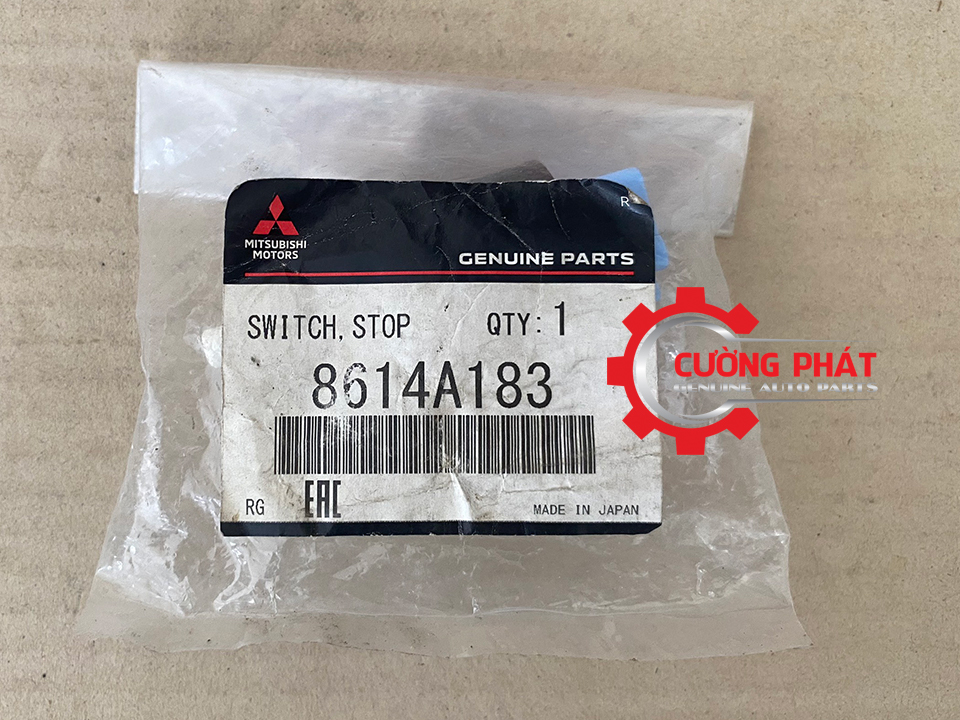 R
MITSUBISHI
MOTORS
GENUINE PARTS
SWITCH, STOP QTY: 1
8614A183
RG EAC MADE IN JAPAN
CƯỜNG PHÁT
GENUINE AUTO PARTS